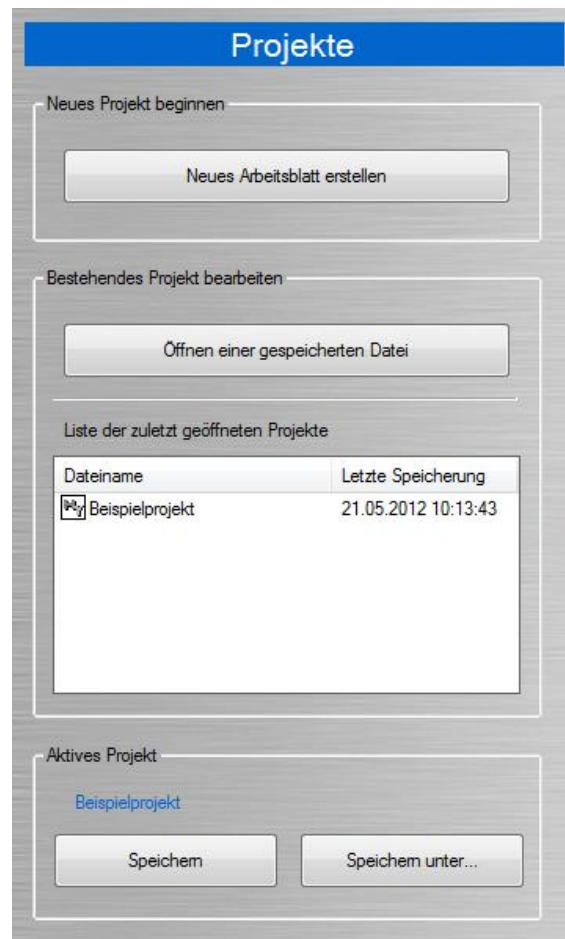 Projekte
Neues Projekt beginnen
Neues Arbeitsblatt erstellen
Bestehendes Projekt bearbeiten
Öffnen einer gespeicherten Datei
Liste der zuletzt geöffneten Projekte
Dateiname Letzte Speicherung
Beispielprojekt 21.05.2012 10:13:43
Aktives Projekt
Beispielprojekt
Speichern Speichern unter...